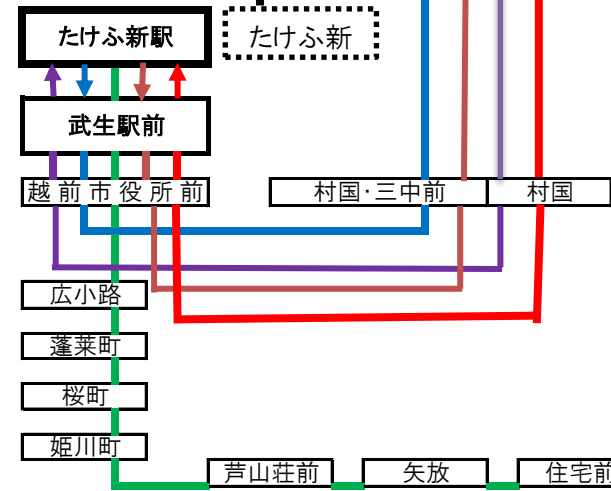 たけふ新駅
たけふ新
武生駅前
越前市役所前
村国・三中前
村国
広小路
蓬莱町
桜町
姫川町
芦山荘前
矢放
住宅前